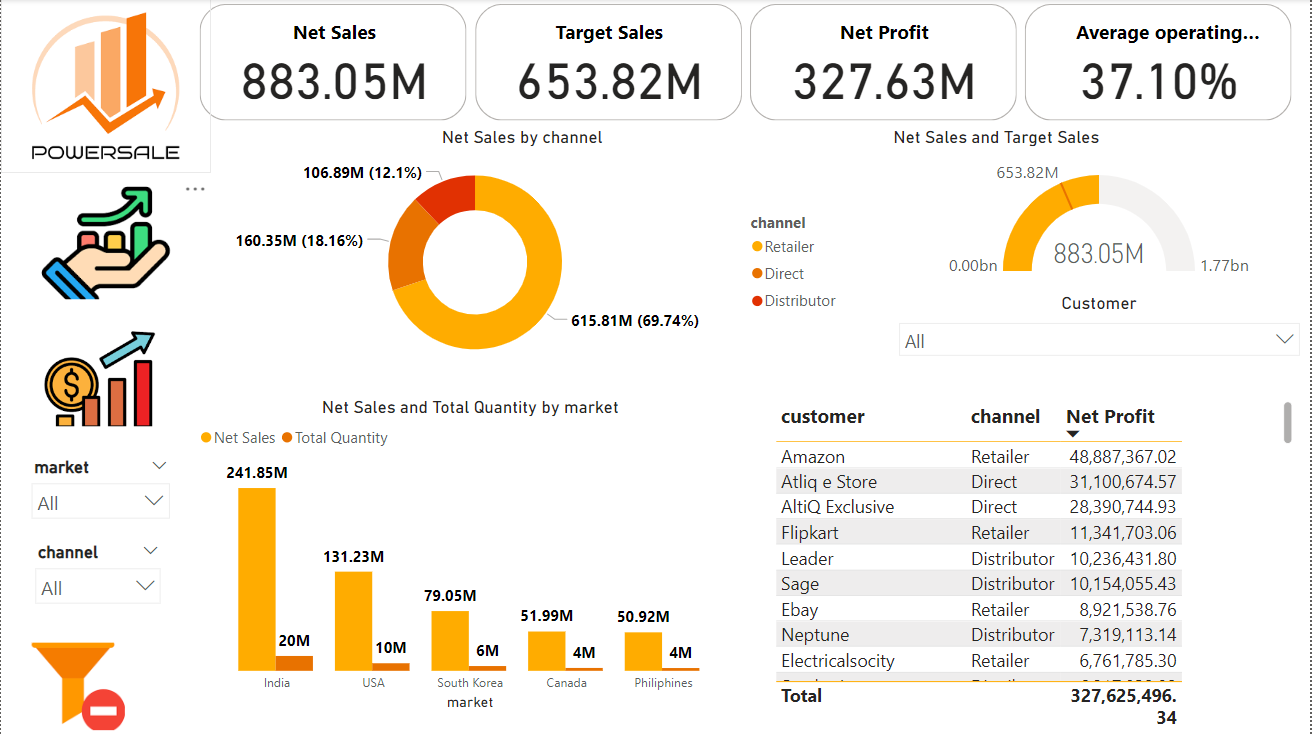 POWERSALE
Net Sales
883.05M
Target Sales
653.82M
Net Profit
327.63M
Average operating...
37.10%
Net Sales by channel
106.89M (12.1%)
160.35M (18.16%)
615.81M (69.74%)
channel
Retailer
Direct
Distributor
Net Sales and Target Sales
653.82M
0.00bn
883.05M
1.77bn
Customer
All
market
All
channel
All
Net Sales and Total Quantity by market
Net Sales Total Quantity
241.85M
131.23M
79.05M
51.99M
50.92M
20M
10M
6M
4M
4M
India USA South Korea Canada Philiphines
market
customer channel Net Profit
Amazon Retailer 48,887,367.02
Atliq e Store Direct 31,100,674.57
AltiQ Exclusive Direct 28,390,744.93
Flipkart Retailer 11,341,703.06
Leader Distributor 10,236,431.80
Sage Distributor 10,154,055.43
Ebay Retailer 8,921,538.76
Neptune Distributor 7,319,113.14
Electricalsocity Retailer 6,761,785.30
Total 327,625,496.
34